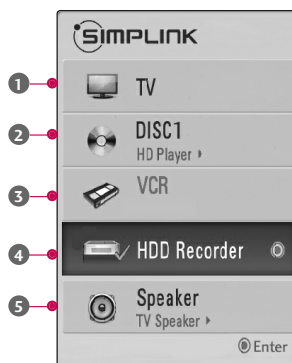 SIMPLINK
1 TV
2 DISC1
HD Player
3 VCR
4 HDD Recorder
5 Speaker
TV Speaker
Enter